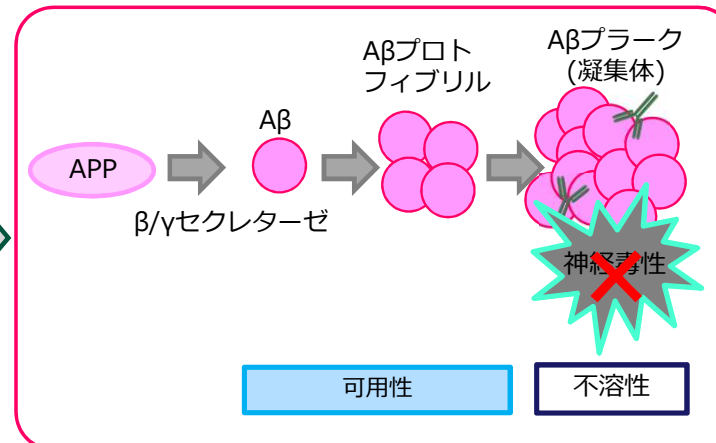 APP
β/γセクレターゼ
Aβ
Aβプロト
フィブリル
Aβプラーク
(凝集体)
神経毒性
可用性
不溶性